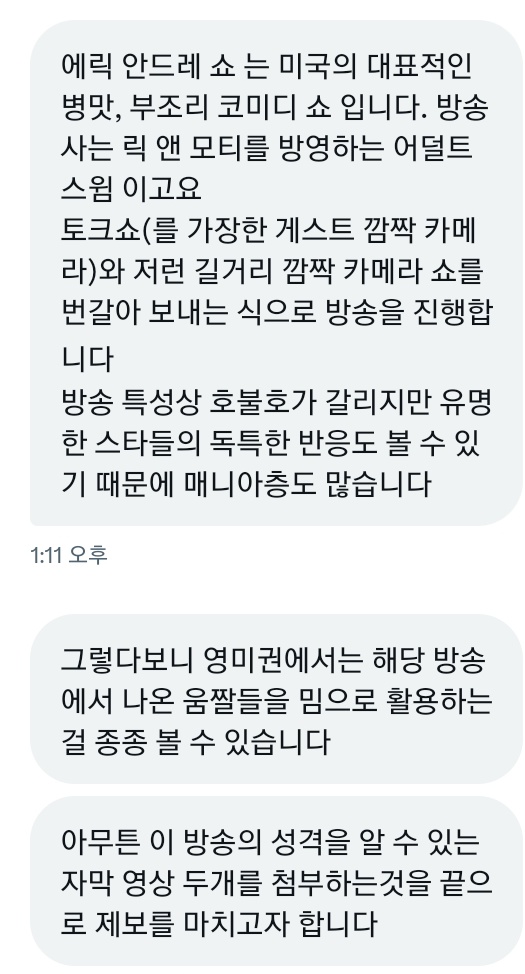 에릭 안드레 쇼 는 미국의 대표적인
병맛, 부조리 코미디 쇼 입니다. 방송
사는 릭 앤 모티를 방영하는 어덜트
스윔 이고요
토크쇼(를 가장한 게스트 깜짝 카메
라)와 저런 길거리 깜짝 카메라 쇼를
번갈아 보내는 식으로 방송을 진행합
니다
방송 특성상 호불호가 갈리지만 유명
한 스타들의 독특한 반응도 볼 수 있
기 때문에 매니아층도 많습니다
1:11 오후
그렇다보니 영미권에서는 해당 방송
에서 나온 움짤들을 밈으로 활용하는
걸 종종 볼 수 있습니다
아무튼 이 방송의 성격을 알 수 있는
자막 영상 두개를 첨부하는것을 끝으
로 제보를 마치고자 합니다